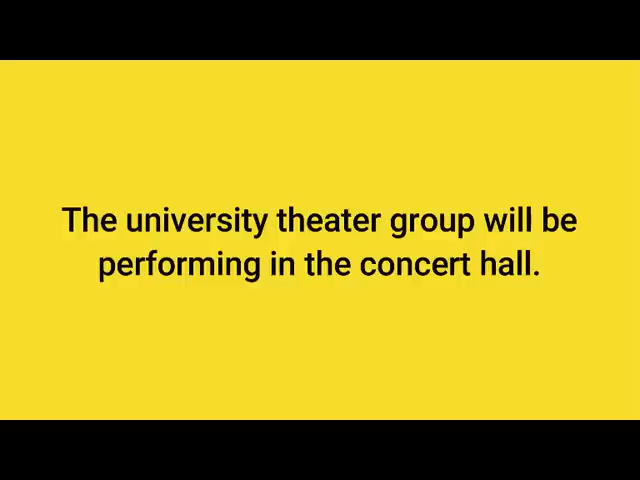 The university theater group will be
performing in the concert hall.